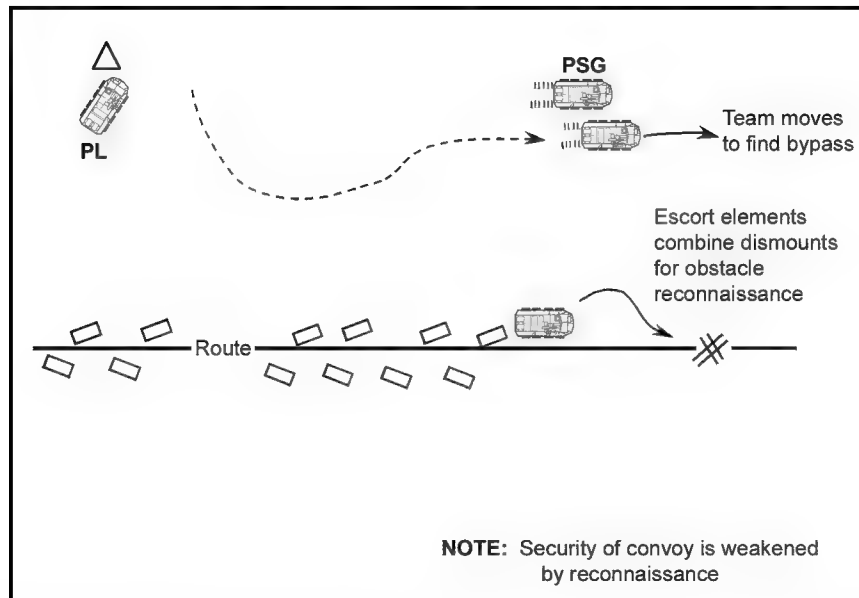 PSG
PL
Team moves
to find bypass
Escort elements
combine dismounts
for obstacle
reconnaissance
Route
NOTE: Security of convoy is weakened
by reconnaissance